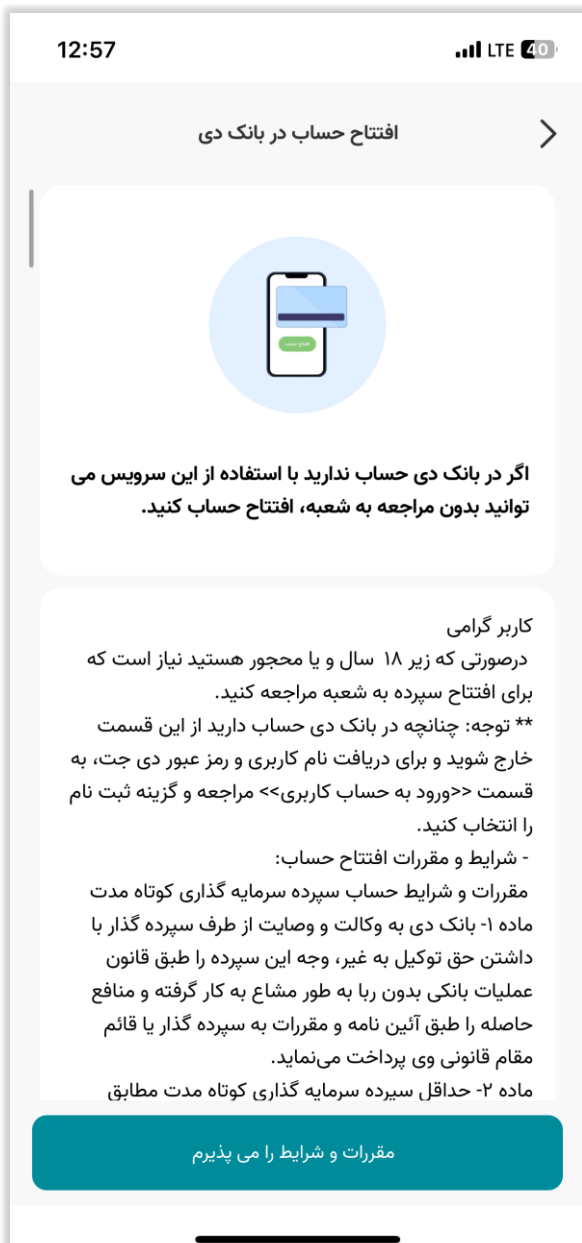 12:57
LTE 40
افتتاح حساب در بانک دی
افتتاح حساب
اگر در بانک دی حساب ندارید با استفاده از این سرویس می
توانید بدون مراجعه به شعبه، افتتاح حساب کنید.
کاربر گرامی
درصورتی که زیر ۱۸ سال و یا محجور هستید نیاز است که
برای افتتاح سپرده به شعبه مراجعه کنید.
** توجه: چنانچه در بانک دی حساب دارید از این قسمت
خارج شوید و برای دریافت نام کاربری و رمز عبور دی جت، به
قسمت <<ورود به حساب کاربری>> مراجعه و گزینه ثبت نام
را انتخاب کنید.
- شرایط و مقررات افتتاح حساب:
مقررات و شرایط حساب سپرده سرمایه گذاری کوتاه مدت
ماده ۱- بانک دی به وکالت و وصایت از طرف سپرده گذار با
داشتن حق توکیل به غیر، وجه این سپرده را طبق قانون
عملیات بانکی بدون ربا به طور مشاع به کار گرفته و منافع
حاصله را طبق آئین نامه و مقررات به سپرده گذار یا قائم
مقام قانونی وی پرداخت می‌نماید.
ماده ۲- حداقل سپرده سرمایه گذاری کوتاه مدت مطابق
مقررات و شرایط را می پذیرم